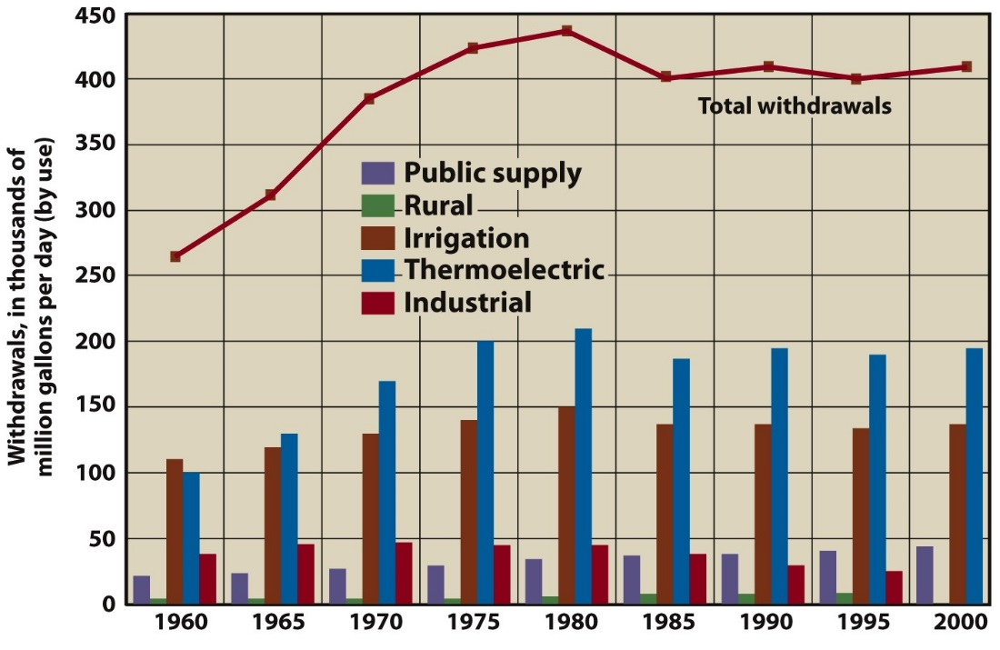 Withdrawals, in thousands of
million gallons per day (by use)
450
400
350
300
250
200
150
100
50
0
Total withdrawals
Public supply
Rural
Irrigation
Thermoelectric
Industrial
1960 1965 1970 1975 1980 1985 1990 1995 2000